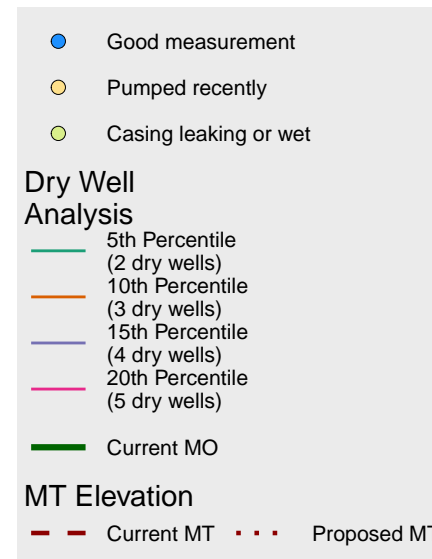 Good measurement
Pumped recently
Casing leaking or wet
Dry Well
Analysis
5th Percentile
(2 dry wells)
10th Percentile
(3 dry wells)
15th Percentile
(4 dry wells)
20th Percentile
(5 dry wells)
Current MO
MT Elevation
Current MT Proposed MT